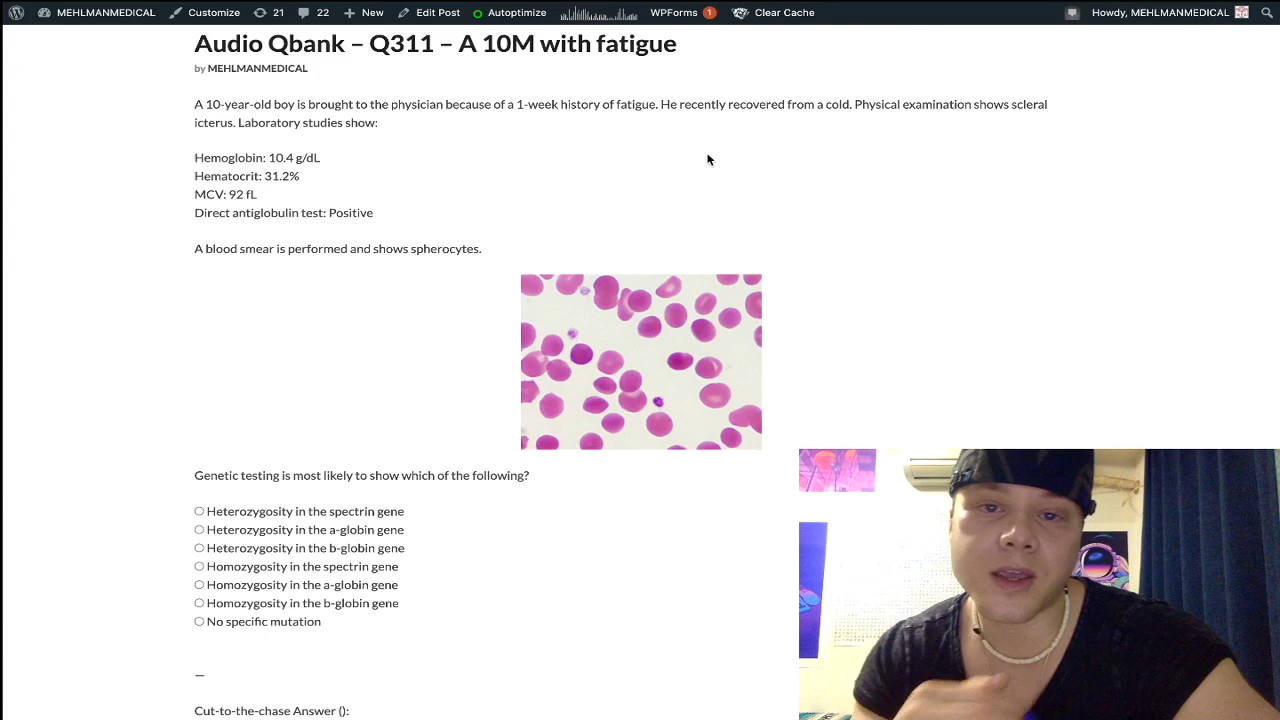 MEHLMANMEDICAL Customize 21 22 New Edit Post Autoptimize WPForms 1 Clear Cache Howdy, MEHLMANMEDICAL
Audio Qbank – Q311 – A 10M with fatigue
by MEHLMANMEDICAL
A 10-year-old boy is brought to the physician because of a 1-week history of fatigue. He recently recovered from a cold. Physical examination shows scleral
icterus. Laboratory studies show:
Hemoglobin: 10.4 g/dL
Hematocrit: 31.2%
MCV: 92 fL
Direct antiglobulin test: Positive
A blood smear is performed and shows spherocytes.
Genetic testing is most likely to show which of the following?
Heterozygosity in the spectrin gene
Heterozygosity in the a-globin gene
Heterozygosity in the b-globin gene
Homozygosity in the spectrin gene
Homozygosity in the a-globin gene
Homozygosity in the b-globin gene
No specific mutation
—
Cut-to-the-chase Answer ():